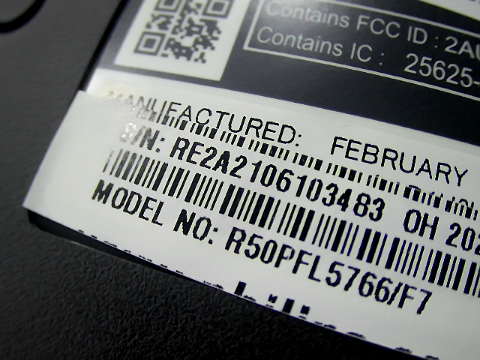 Contains FCC ID : 2AU
Contains IC : 25625-
MANUFACTURED: FEBRUARY
S/N: RE2A2106103483 OH 202
MODEL NO: R50PFL5766/F7